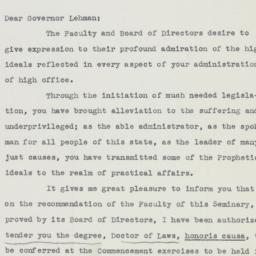 Dear Governor Lehman:
The Faculty and Board of Directors desire to
give expression to their profound admiration of the hig
ideals reflected in every aspect of your administration
of high office.
Through the initiation of much needed legisla-
tion, you have brought alleviation to the suffering and
underprivileged; as the able administrator, as the spok
man for all people of this state, as the leader of many
just causes, you have transmitted some of the Prophetic
ideals to the realm of practical affairs.
It gives me great pleasure to inform you that
on the recommendation of the Faculty of this Seminary,
proved by its Board of Directors, I have been authorize
tender you the degree, Doctor of Laws, honoris causa,
be conferred at the Commencement exercises to be held